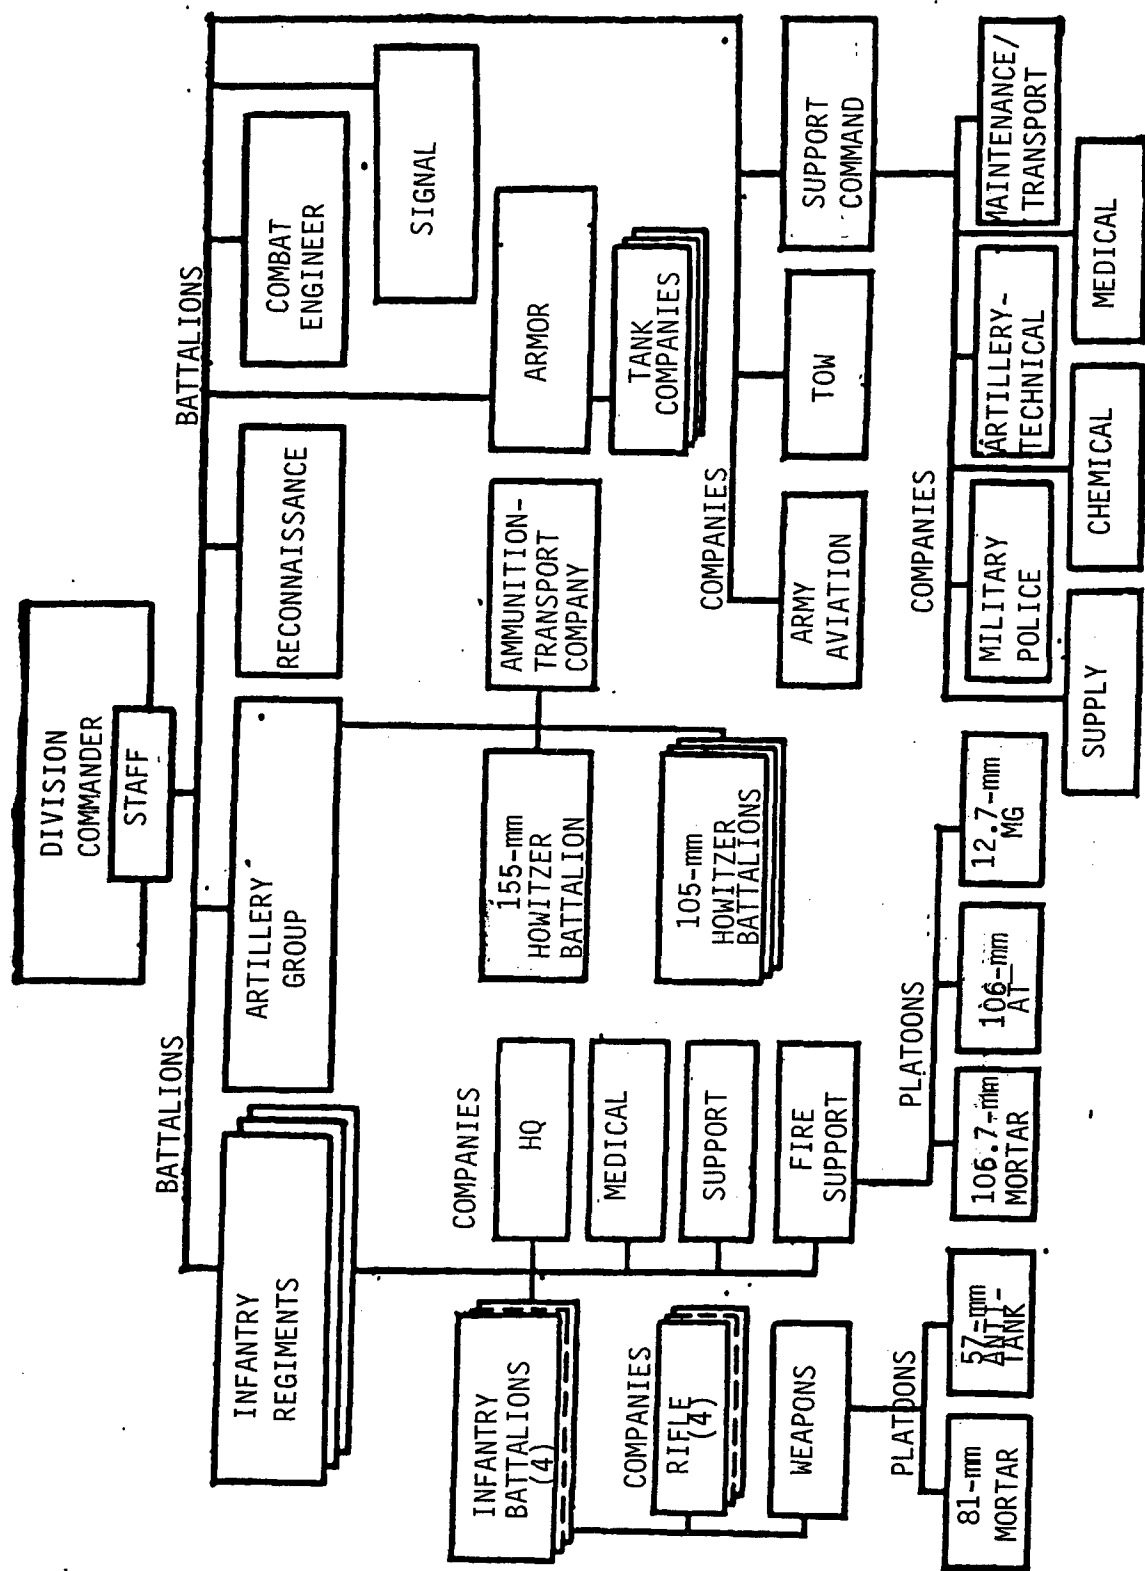 DIVISION
COMMANDER
STAFF
BATTALIONS
BATTALIONS
INFANTRY
REGIMENTS
ARTILLERY
GROUP
RECONNAISSANCE
COMBAT
ENGINEER
SIGNAL
COMPANIES
INFANTRY
BATTALIONS
(4)
HQ
155-mm
HOWITZER
BATTALION
AMMUNITION-
TRANSPORT
COMPANY
ARMOR
MEDICAL
TANK
COMPANIES
COMPANIES
RIFLE
(4)
SUPPORT
105-mm
HOWITZER
BATTALIONS
COMPANIES
WEAPONS
FIRE
SUPPORT
ARMY
AVIATION
TOW
SUPPORT
COMMAND
PLATOONS
PLATOONS
COMPANIES
81-mm
MORTAR
57-mm
ANTI-
TANK
106.7-mm
MORTAR
106-mm
AT
12.7-mm
MG
MILITARY
POLICE
ARTILLERY-
TECHNICAL
MAINTENANCE/
TRANSPORT
SUPPLY
CHEMICAL
MEDICAL